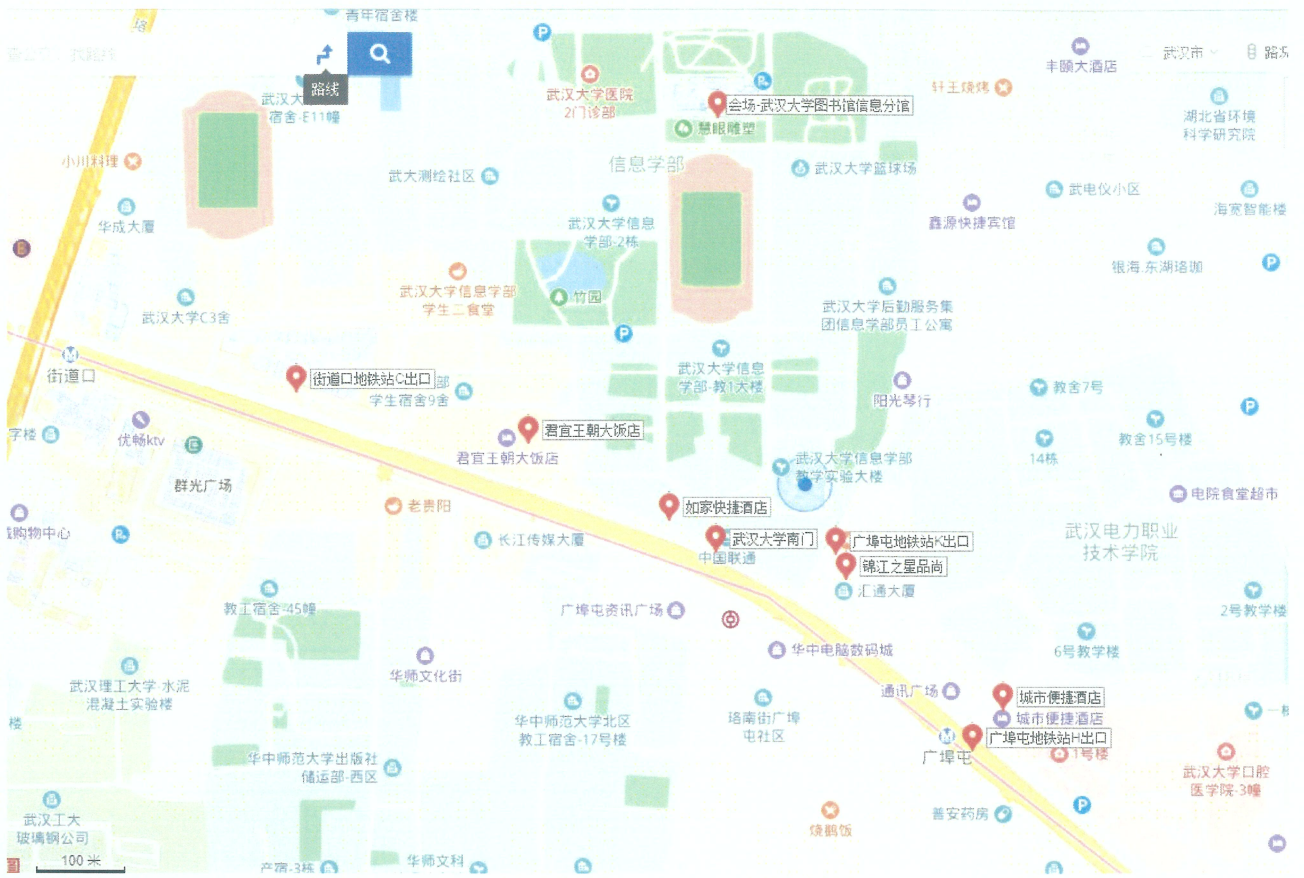 青年宿舍楼
路线
武汉大
宿舍-E11幢
武汉大学医院
2门诊部
会场-武汉大学图书馆信息分馆
慧眼雕塑
轩王烧烤
丰颐大酒店
武汉市
路况
湖北省环境
科学研究院
小川料理
武大测绘社区
信息学部
武汉大学篮球场
武电仪小区
海宽智能楼
华成大厦
武汉大学信息
学部-2栋
鑫源快捷宾馆
银海.东湖珞珈
武汉大学信息学部
学生二食堂
竹园
武汉大学C3舍
武汉大学后勤服务集
团信息学部员工公寓
街道口
街道口地铁站C出口
部
学生宿舍9舍
武汉大学信息
学部-教1大楼
阳光琴行
教舍7号
字楼
优畅ktv
君宜王朝大饭店
君宜王朝大饭店
教舍15号楼
14栋
武汉大学信息学部
教学实验大楼
群光广场
老贵阳
如家快捷酒店
电院食堂超市
购物中心
长江传媒大厦
武汉大学南门
中国联通
广埠屯地铁站K出口
锦江之星品尚
汇通大厦
武汉电力职业
技术学院
教工宿舍-45幢
广埠屯资讯广场
2号教学楼
华中电脑数码城
6号教学楼
华师文化街
武汉理工大学-水泥
混凝土实验楼
通讯广场
城市便捷酒店
城市便捷酒店
楼
华中师范大学北区
教工宿舍-17号楼
珞南街广埠
屯社区
广埠屯地铁站H出口
广埠屯
1号楼
华中师范大学出版社
储运部-西区
武汉大学口腔
医学院-3幢
武汉工大
玻璃钢公司
烧鹅饭
普安药房
100 米
产宿-3栋
华师文科